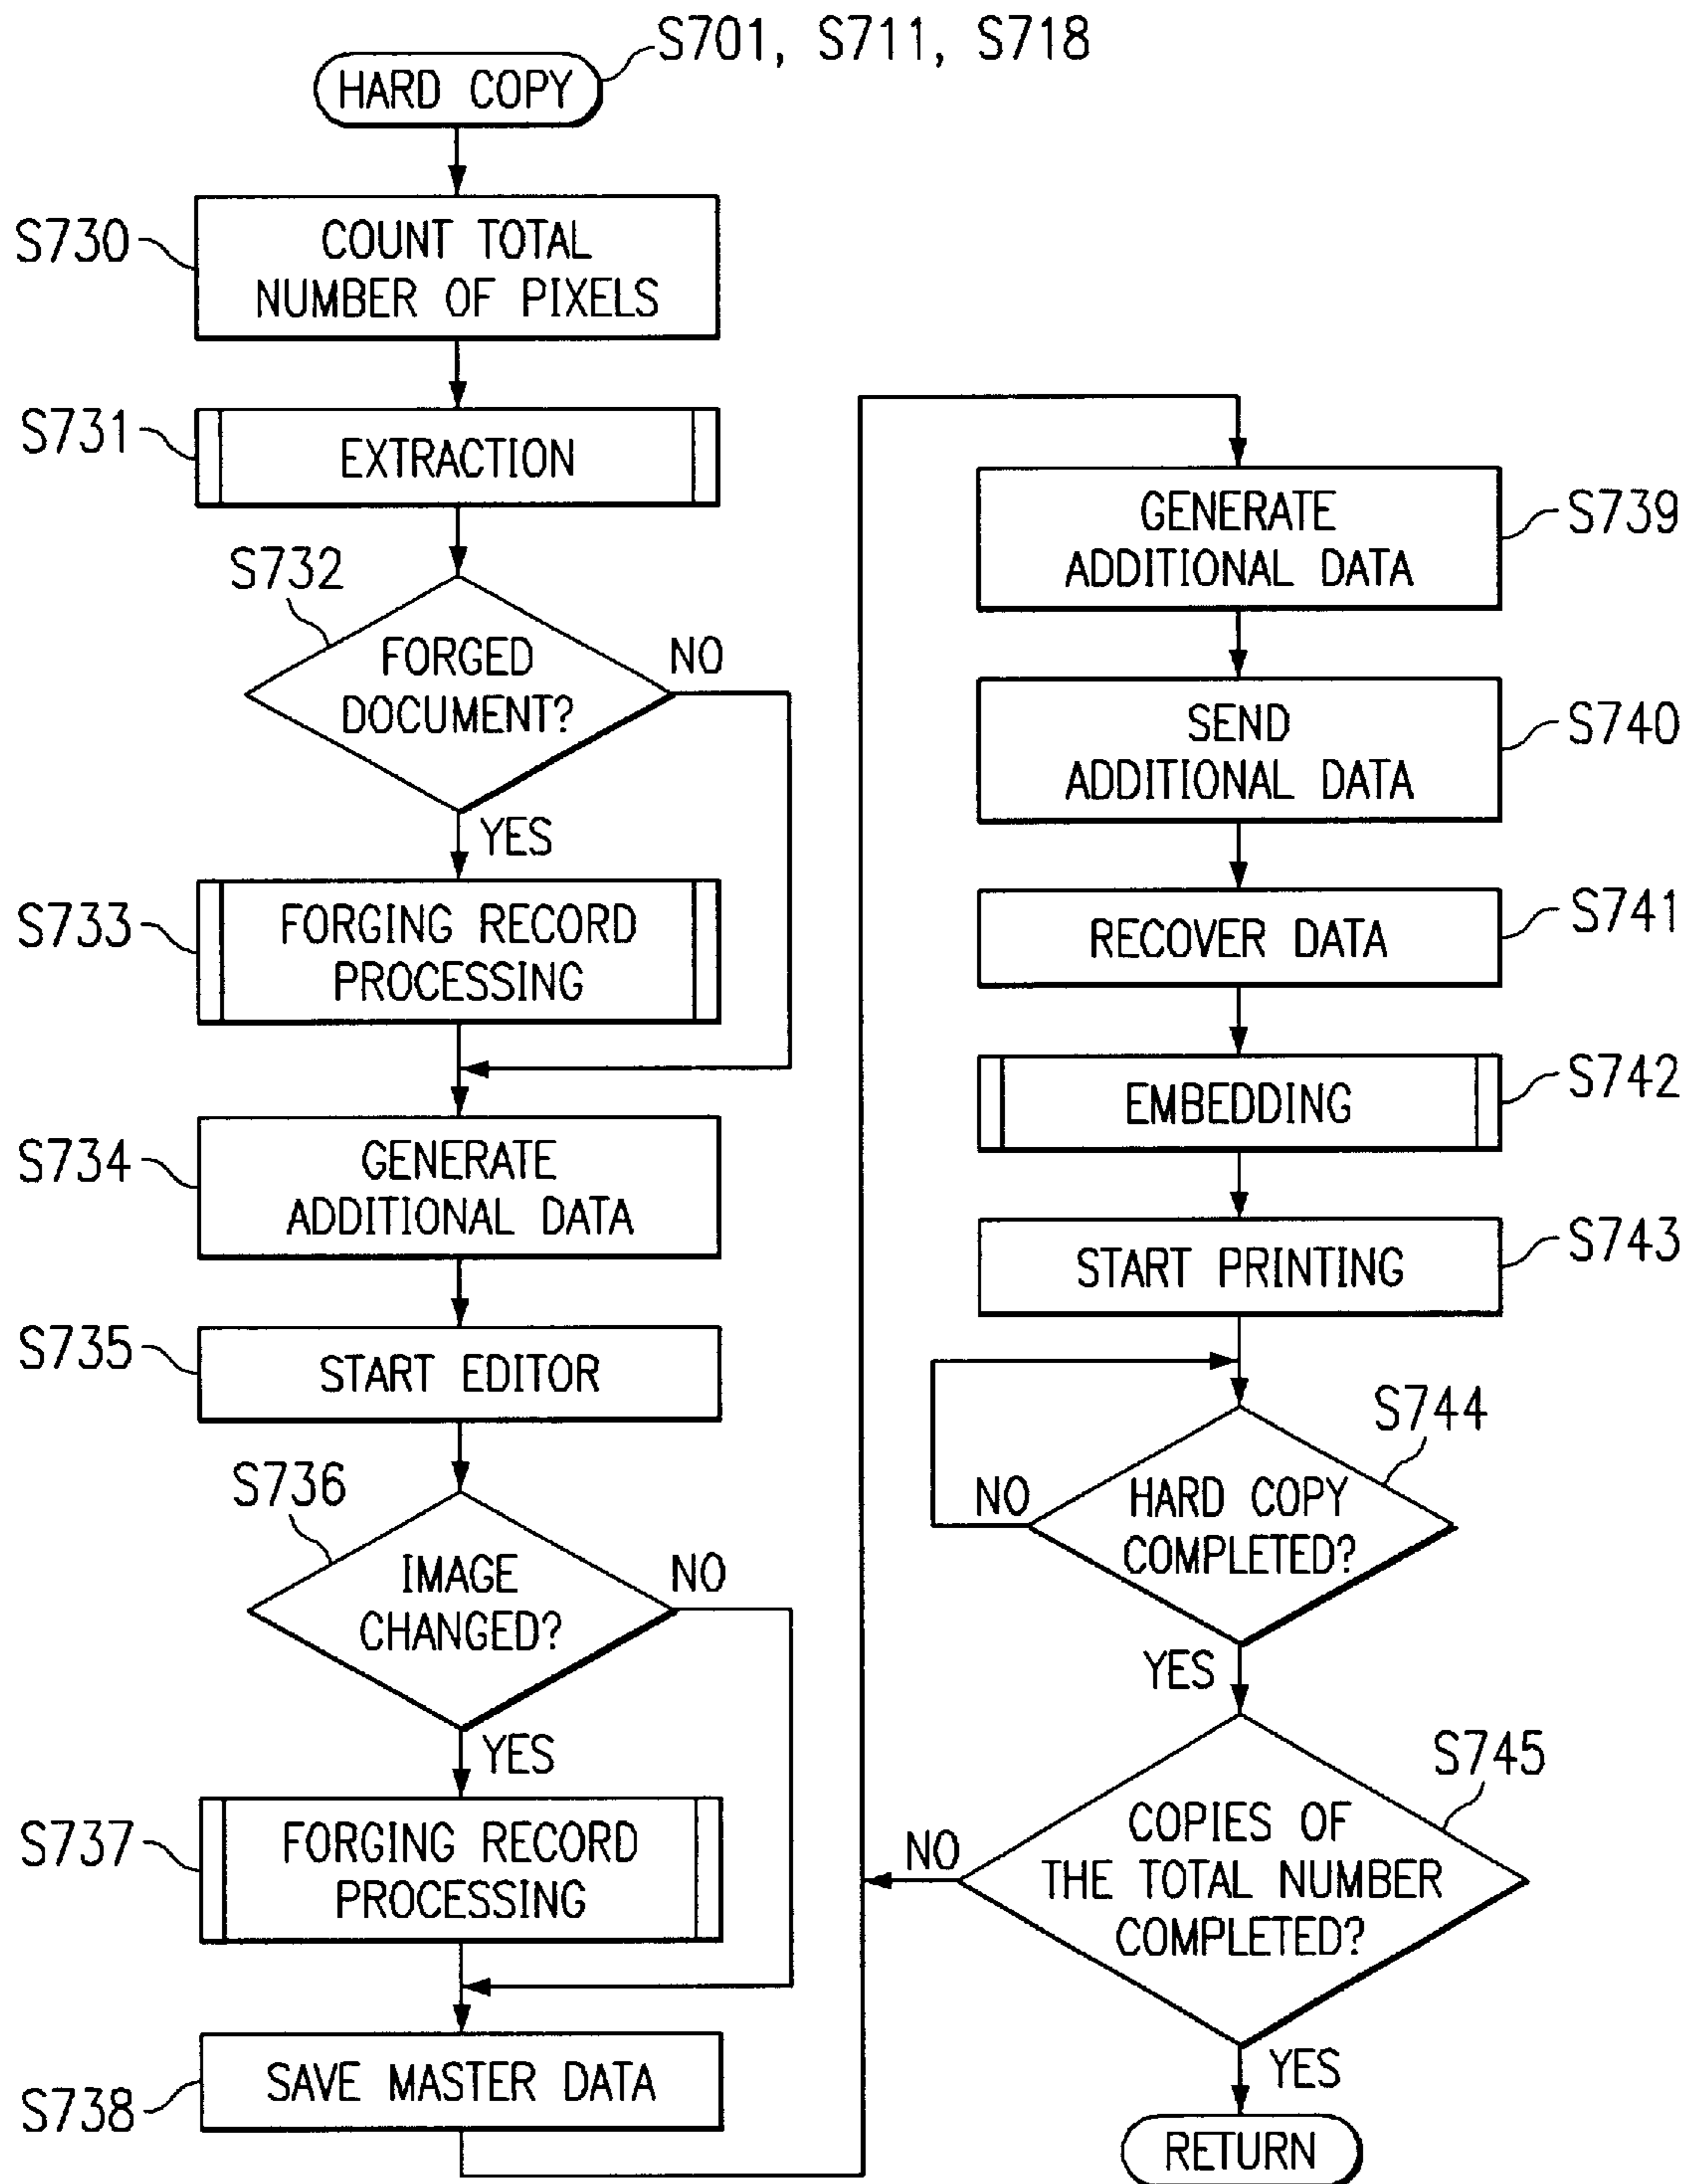 S701, S711, S718
HARD COPY
S730
COUNT TOTAL
NUMBER OF PIXELS
S731
EXTRACTION
S732
FORGED
DOCUMENT?
NO
YES
S733
FORGING RECORD
PROCESSING
S734
GENERATE
ADDITIONAL DATA
S735
START EDITOR
S736
IMAGE
CHANGED?
NO
YES
S737
FORGING RECORD
PROCESSING
S738
SAVE MASTER DATA
GENERATE
ADDITIONAL DATA
S739
SEND
ADDITIONAL DATA
S740
RECOVER DATA
S741
EMBEDDING
S742
START PRINTING
S743
S744
HARD COPY
COMPLETED?
NO
YES
S745
COPIES OF
THE TOTAL NUMBER
COMPLETED?
NO
YES
RETURN